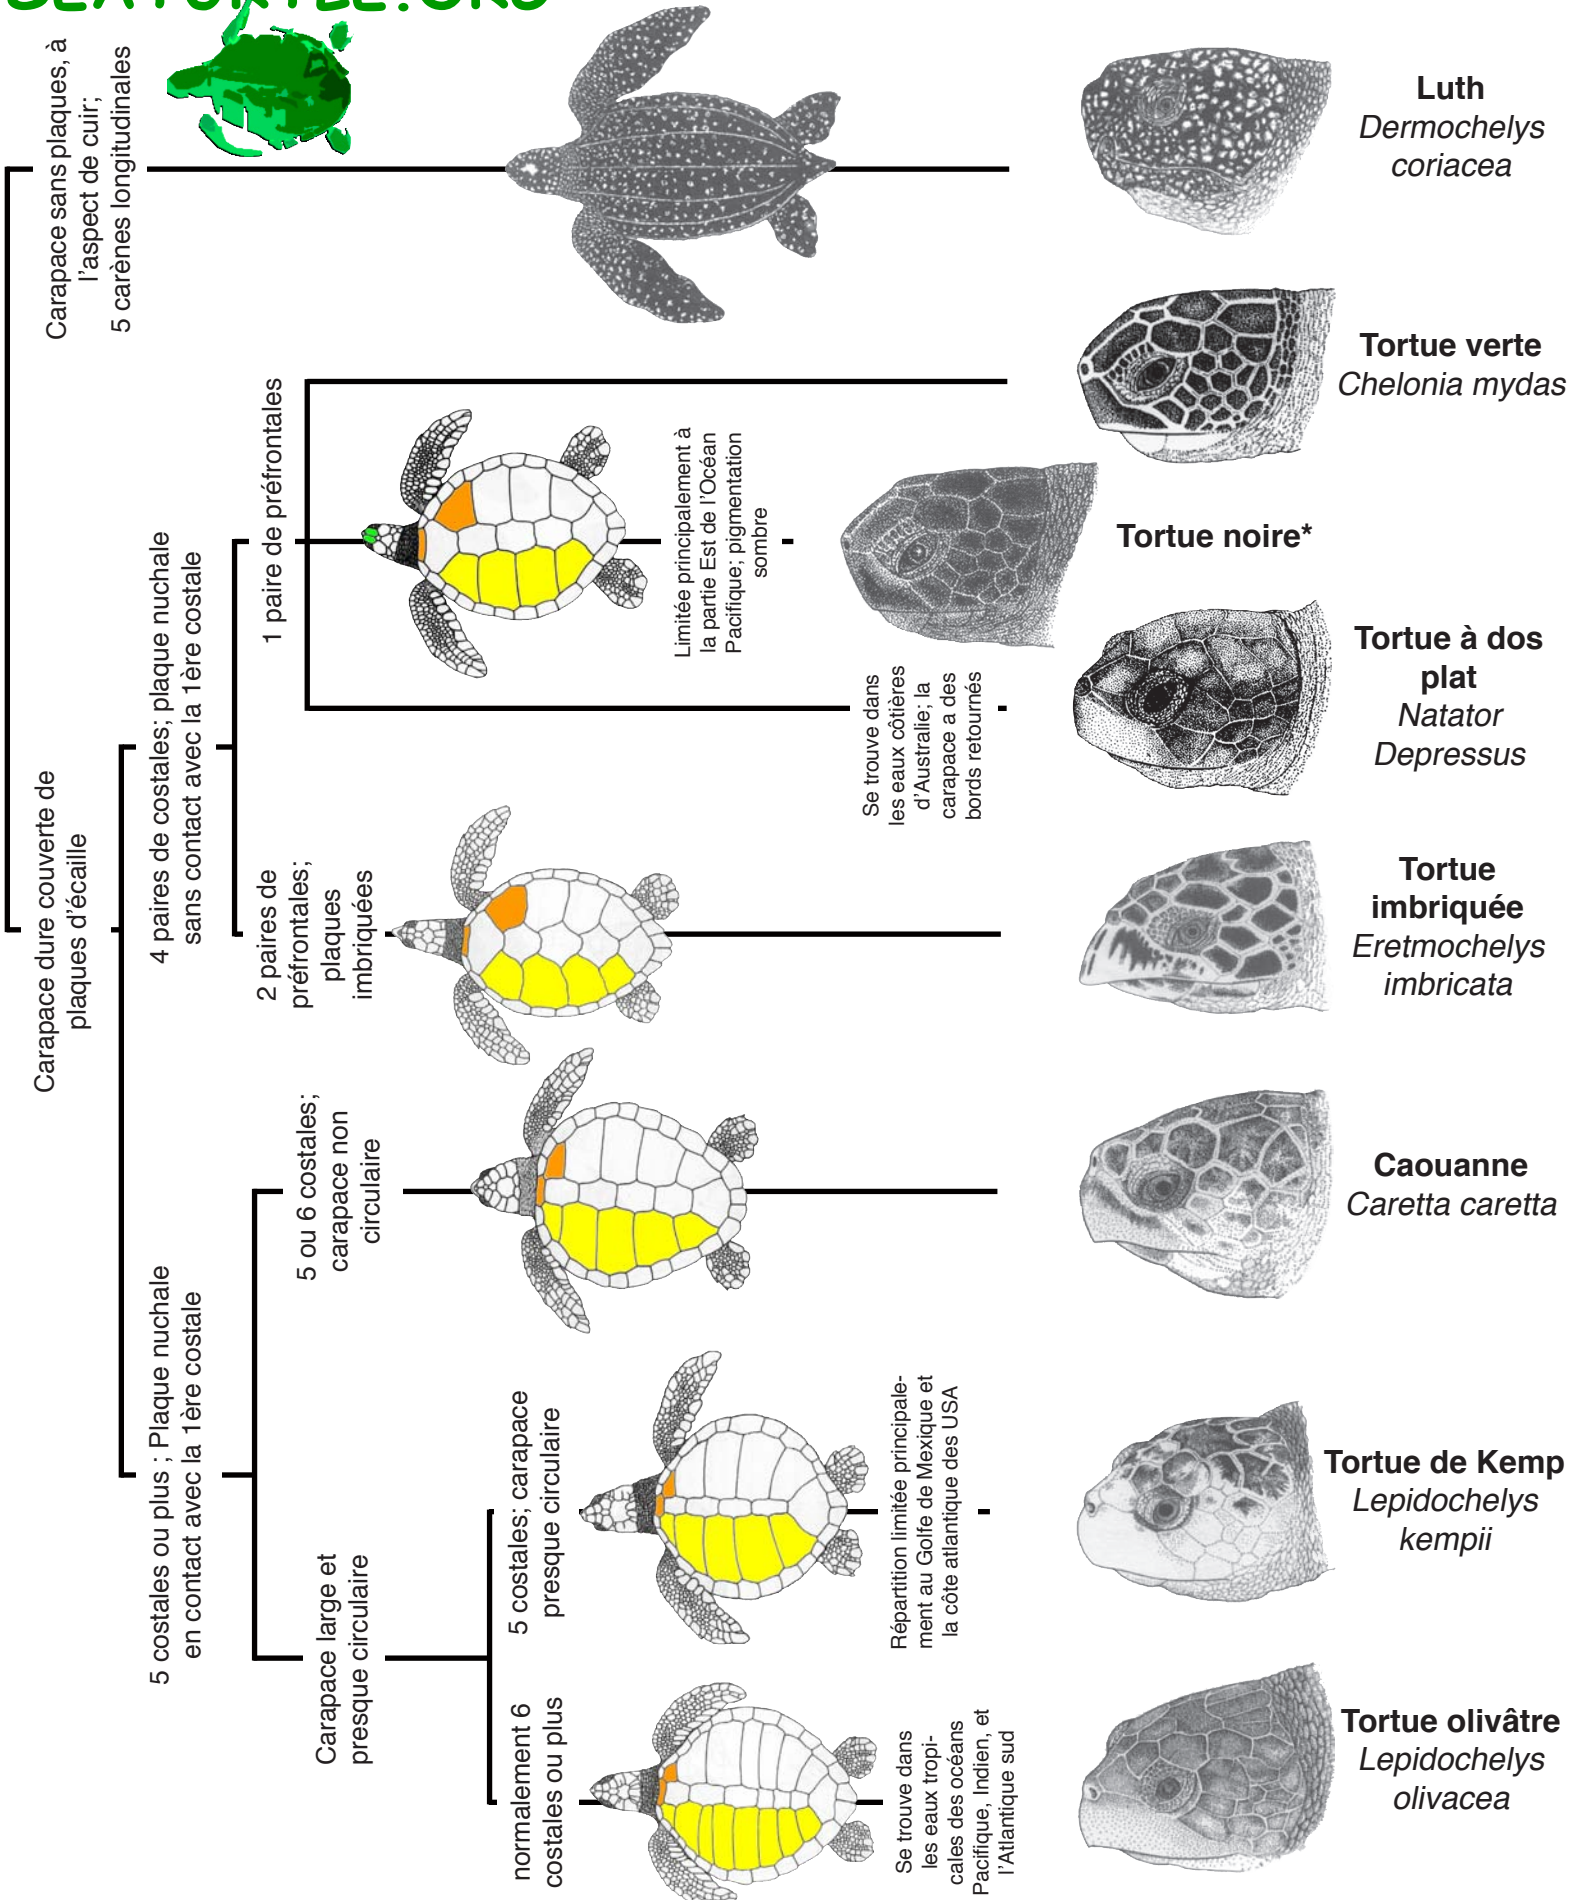 SEATURTLE.ORG
Carapace sans plaques, à
l'aspect de cuir;
5 carènes longitudinales
Luth
Dermochelys
coriacea
Carapace dure couverte de
plaques d'écaille
4 paires de costales; plaque nuchale
sans contact avec la 1ère costale
1 paire de préfrontales
Tortue verte
Chelonia mydas
Limitée principalement à
la partie Est de l'Océan
Pacifique; pigmentation
sombre
Tortue noire*
Se trouve dans
les eaux côtières
d'Australie; la
carapace a des
bords retournés
Tortue à dos
plat
Natator
Depressus
2 paires de
préfrontales;
plaques
imbriquées
Tortue
imbriquée
Eretmochelys
imbricata
5 costales ou plus ; Plaque nuchale
en contact avec la 1ère costale
5 ou 6 costales;
carapace non
circulaire
Caouanne
Caretta caretta
Carapace large et
presque circulaire
5 costales; carapace
presque circulaire
Répartition limitée principale-
ment au Golfe de Mexique et
la côte atlantique des USA
Tortue de Kemp
Lepidochelys
kempii
normalement 6
costales ou plus
Se trouve dans
les eaux tropi-
cales des océans
Pacifique, Indien, et
l'Atlantique sud
Tortue olivâtre
Lepidochelys
olivacea